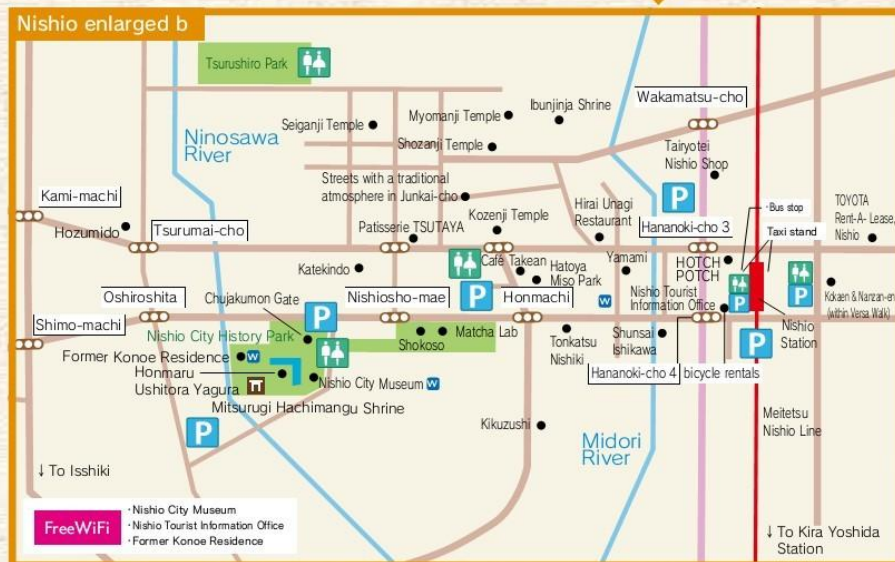 Nishio enlarged b
Tsurushiro Park
Ninosawa
River
Seiganji Temple
Myomanji Temple
Ibunjinja Shrine
Shozanji Temple
Wakamatsu-cho
Tairyotei
Nishio Shop
P
Streets with a traditional
atmosphere in Junkai-cho
Kami-machi
Hozumido
Tsurumai-cho
Patisserie TSUTAYA
Kozenji Temple
Hirai Unagi
Restaurant
Hananoki-cho 3
・Bus stop
Taxi stand
TOYOTA
Rent-A- Lease,
Nishio
Katekindo
Café Takean
Hatoya
Miso Park
Yamami
HOTCH
POTCH
Oshiroshita
Chujakumon Gate
P
Nishiosho-mae
P
Honmachi
W
Nishio Tourist
Information Office
P
P
Kokaen & Nanzan-en
(within Versa Walk)
Shimo-machi
Nishio City History Park
Shokoso
Matcha Lab
Tonkatsu
Nishiki
Shunsai
Ishikawa
Nishio
Station
P
Former Konoe Residence
W
Honmaru
Ushitora Yagura
Nishio City Museum
W
Mitsurugi Hachimangu Shrine
Hananoki-cho 4
bicycle rentals
P
Kikuzushi
Midori
River
Meitetsu
Nishio Line
↓To Isshiki
FreeWiFi
・Nishio City Museum
・Nishio Tourist Information Office
・Former Konoe Residence
↓To Kira Yoshida
Station